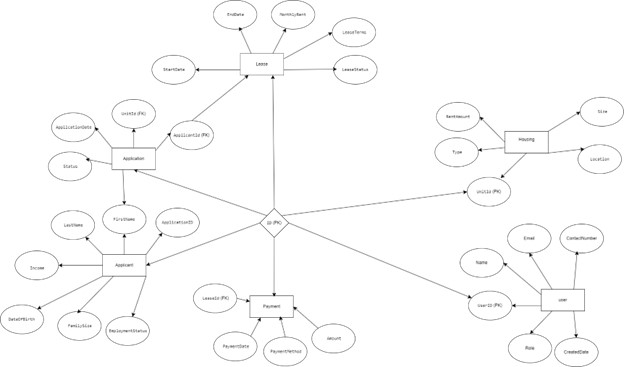 EndDate
MonthlyRent
LeaseTerms
StartDate
Lease
LeaseStatus
UnitId (FK)
ApplicationDate
ApplicantId (FK)
Status
Application
RentAmount
Size
Housing
Type
Location
UnitId (PK)
LastName
FirstName
ApplicationID
ID (PK)
Income
Applicant
Email
ContactNumber
Name
DateOfBirth
FamilySize
EmploymentStatus
LeaseId (FK)
Payment
UserID (PK)
user
PaymentDate
PaymentMethod
Amount
Role
CreatedDate